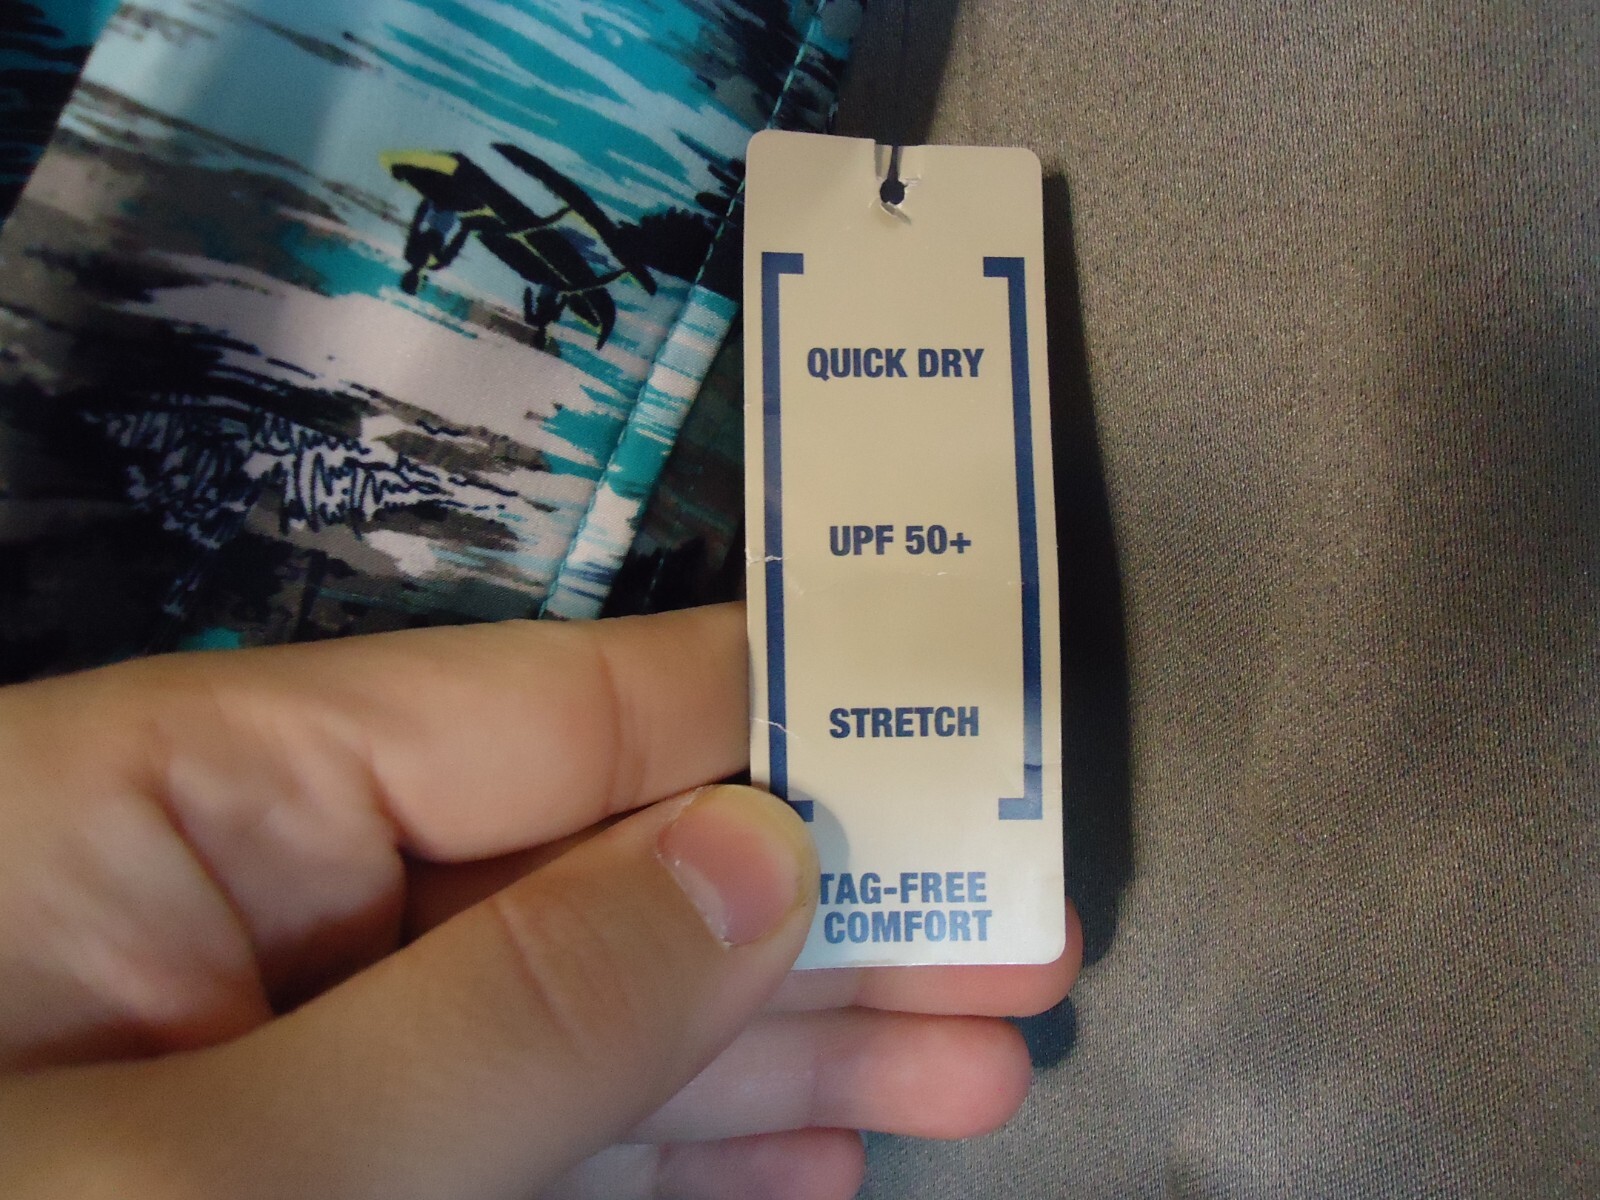 QUICK DRY
UPF 50+
STRETCH
TAG-FREE
COMFORT